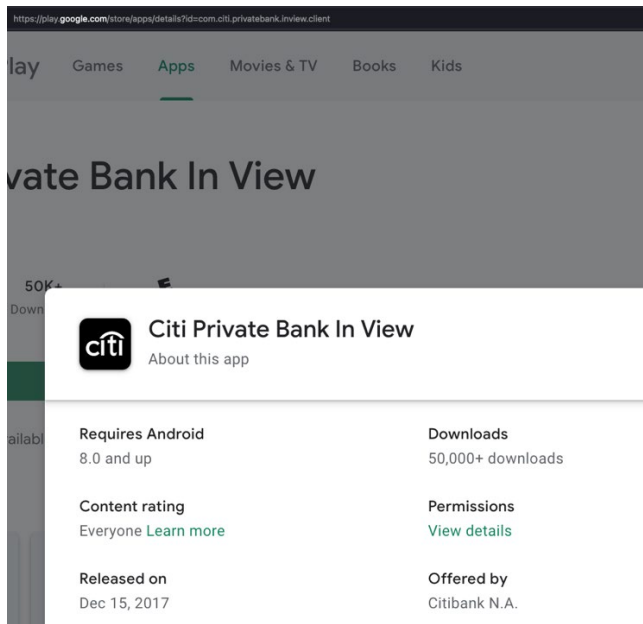 https://play.google.com/store/apps/details?id=com.citi.privatebank.inview.client
lay Games Apps Movies & TV Books Kids
vate Bank In View
50K+
Down
citi
Citi Private Bank In View
About this app
ailabl
Requires Android
8.0 and up
Downloads
50,000+ downloads
Content rating
Everyone Learn more
Permissions
View details
Released on
Dec 15, 2017
Offered by
Citibank N.A.